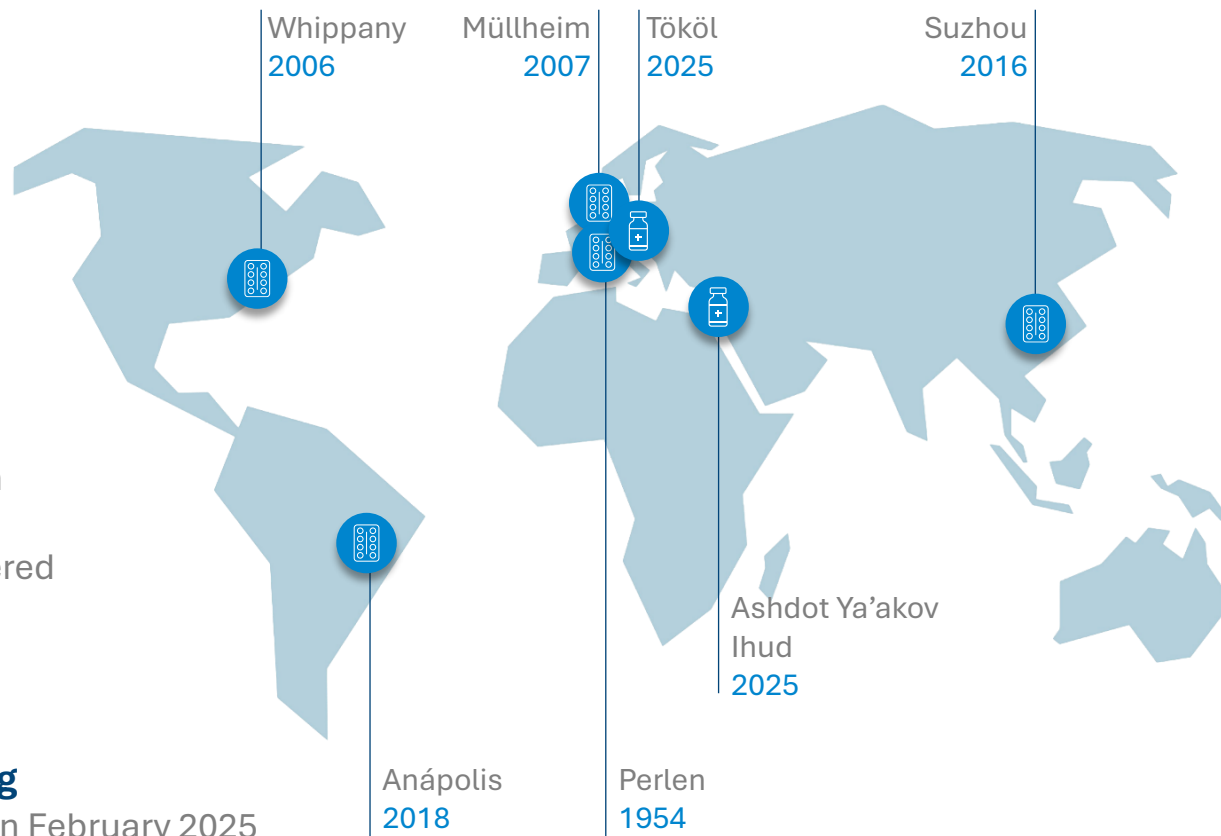 Whippany
2006
Müllheim
2007
Tököl
2025
Suzhou
2016
Ashdot Ya’akov
Ihud
2025
Anápolis
2018
Perlen
1954
February 2025